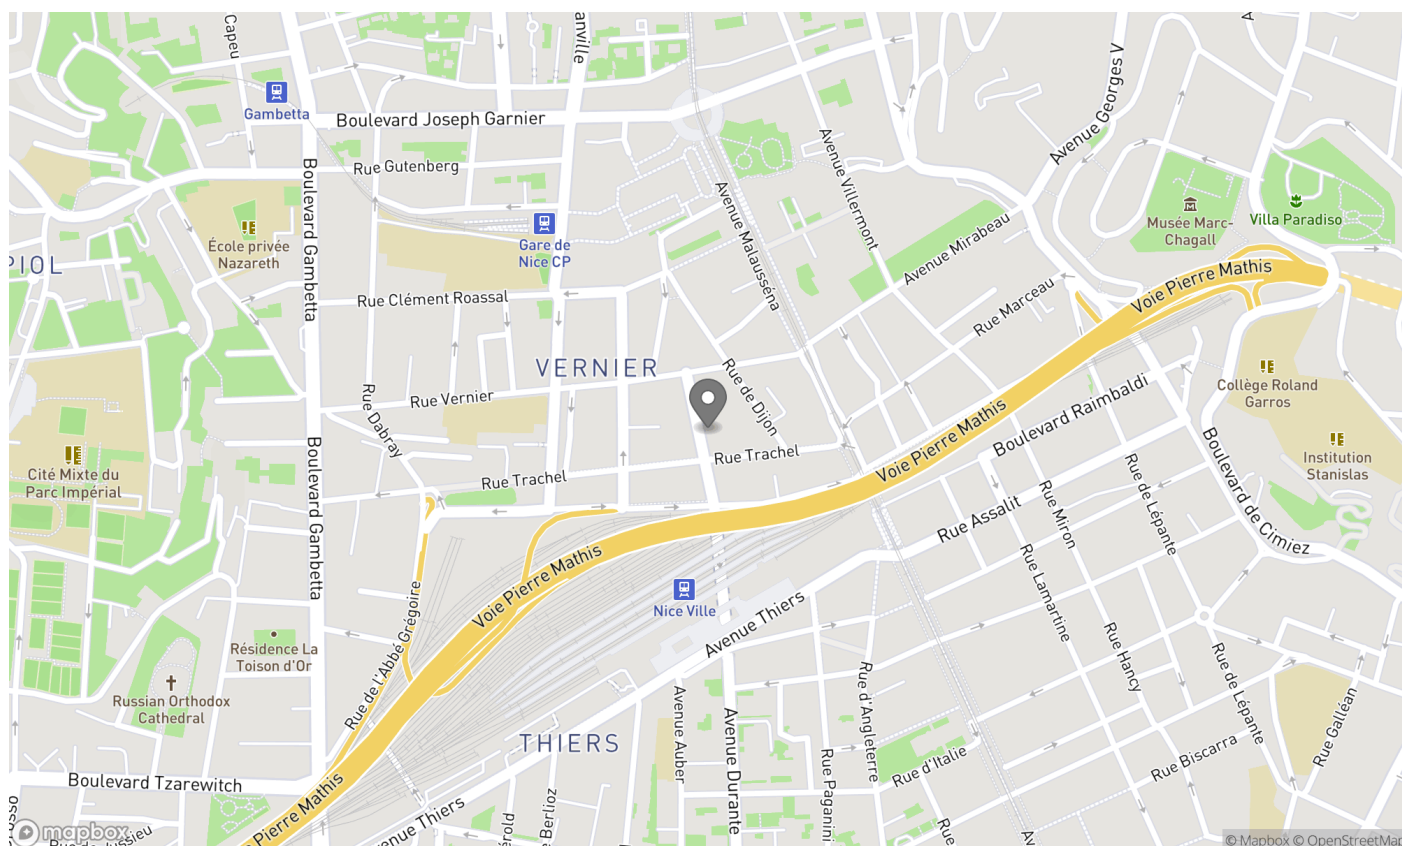 Capeu
anville
Gambetta
Boulevard Joseph Garnier
Avenue Georges V
Rue Gutenberg
Avenue Villermont
Boulevard Gambetta
Avenue Malausséna
Musée Marc-
Chagall
Villa Paradiso
École privée
Nazareth
Gare de
Nice CP
Avenue Mirabeau
PIOL
Rue Clément Roassal
Rue Marceau
Voie Pierre Mathis
VERNIER
Rue Vernier
Rue de Dijon
Rue Dabray
Collège Roland
Garros
Boulevard Raimbaldi
Voie Pierre Mathis
Rue Trachel
Rue Trachel
Cité Mixte du
Parc Impérial
Boulevard Gambetta
Institution
Stanislas
Boulevard de Cimiez
Rue de Lépante
Rue Miron
Rue Assalit
Rue Lamartine
Voie Pierre Mathis
Nice Ville
Avenue Thiers
Rue de l'Abbé Grégoire
Résidence La
Toison d'Or
Russian Orthodox
Cathedral
Rue Hancy
Rue de Lépante
Rue d'Angleterre
Avenue Auber
Avenue Durante
Rue Paganini
Rue d'Italie
Rue Biscarra
Rue Galléan
THIERS
Boulevard Tzarewitch
Pierre Mathis
enue Thiers
érold
Berlioz
Rue
Av
mapbox
Jussieu
© Mapbox © OpenStreetMap